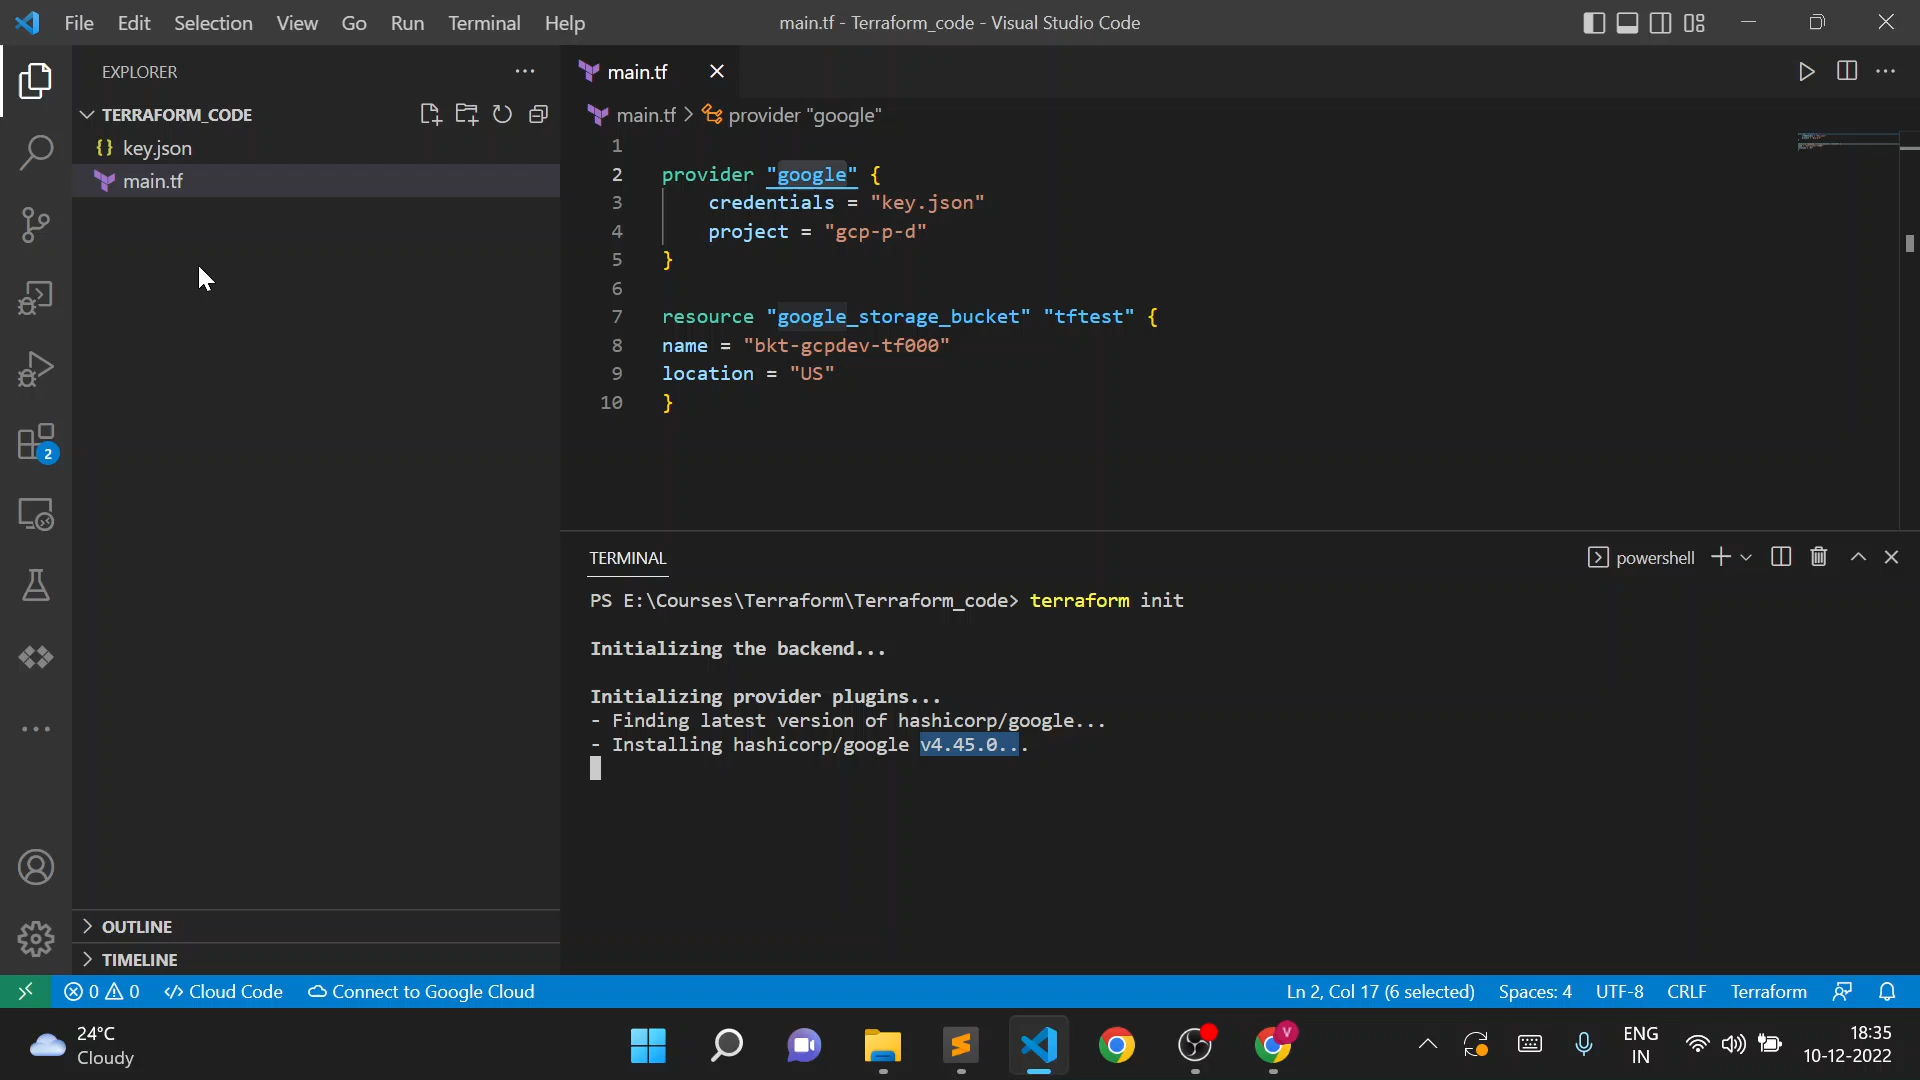 File Edit Selection View Go Run Terminal Help
main.tf - Terraform_code - Visual Studio Code
EXPLORER
TERRAFORM_CODE
{} key.json
main.tf
main.tf
main.tf > provider "google"
1
2 provider "google" {
3 credentials = "key.json"
4 project = "gcp-p-d"
5 }
6
7 resource "google_storage_bucket" "tftest" {
8 name = "bkt-gcpdev-tf000"
9 location = "US"
10 }
2
TERMINAL
powershell
PS E:\Courses\Terraform\Terraform_code> terraform init
Initializing the backend...
Initializing provider plugins...
- Finding latest version of hashicorp/google...
- Installing hashicorp/google v4.45.0...
OUTLINE
TIMELINE
0 0 Cloud Code Connect to Google Cloud
Ln 2, Col 17 (6 selected) Spaces: 4 UTF-8 CRLF Terraform
24°C
Cloudy
V
ENG
IN
18:35
10-12-2022